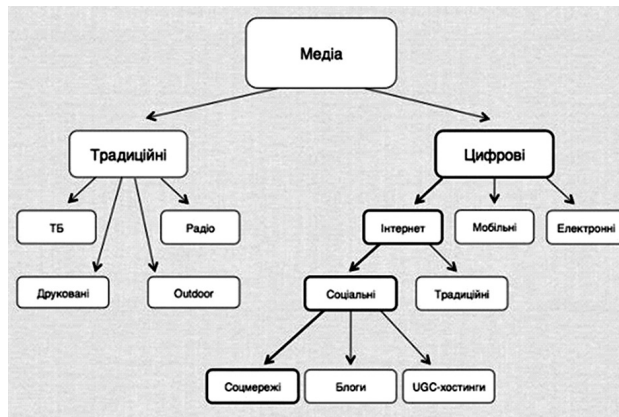 Медіа
Традиційні
Цифрові
ТБ
Радіо
Інтернет
Мобільні
Електронні
Друковані
Outdoor
Соціальні
Традиційні
Соцмережі
Блоги
UGC-хостинги